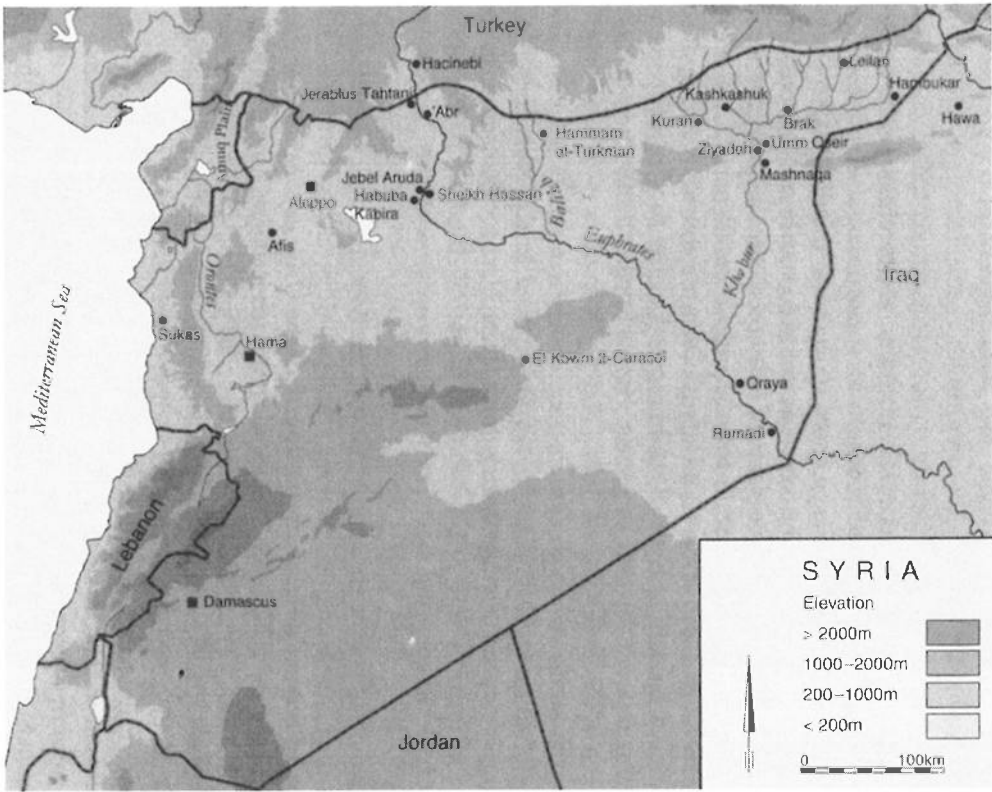 Turkey
Hacinebi
Leilan
Jerablus Tahtani
Kashkashuk
Hambukar
'Abr
Amuq Plain
Kuran
Brak
Hawa
Hammam
et-Turkman
Ziyadeh
Umm Qseir
Mashnaqa
Jebel Aruda
Aleppo
Habuba
Kabira
Sheikh Hassan
Balikh
Afis
Euphrates
Orontes
Khabur
Iraq
Mediterranean Sea
Sukas
Hama
El Kowm 2-Caracol
Qraya
Ramadi
Lebanon
Damascus
Jordan
SYRIA
Elevation
> 2000m
1000–2000m
200–1000m
< 200m
0 100km